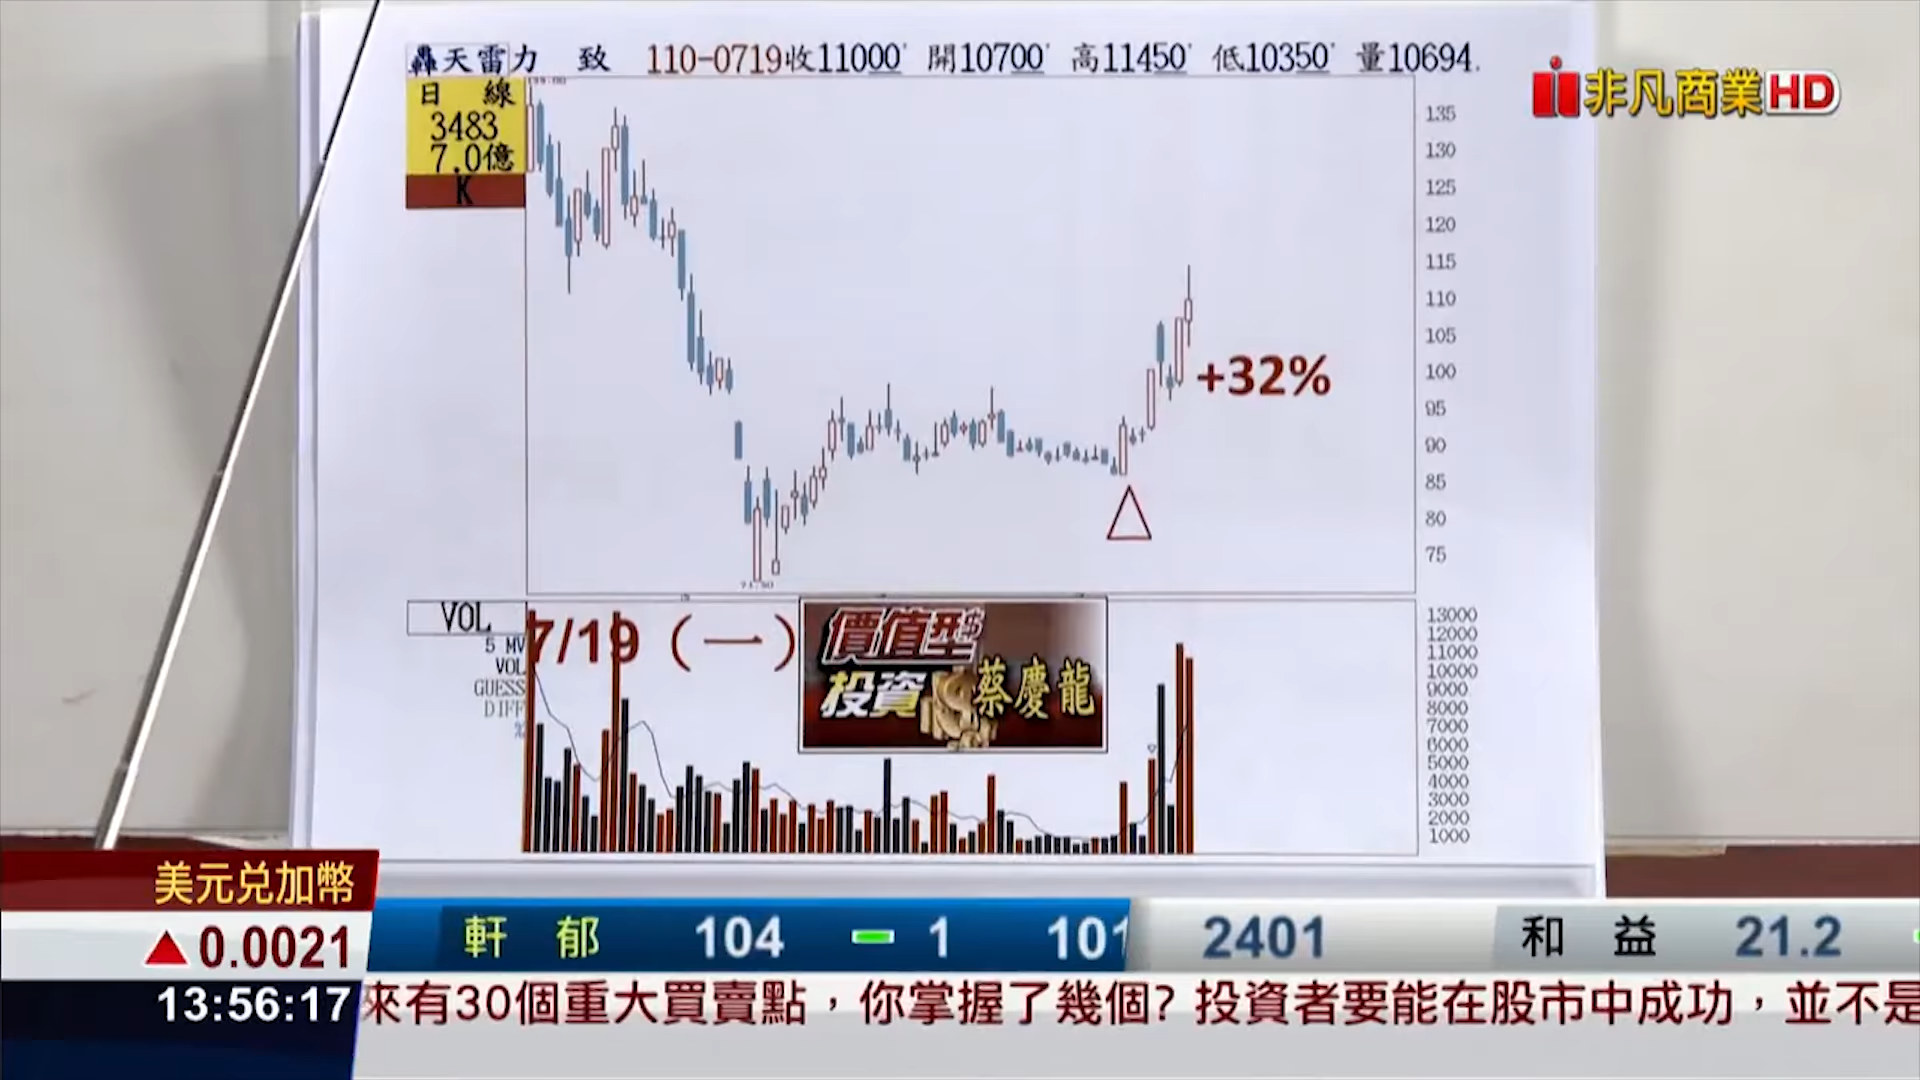 轟天雷力 致 110-0719收11000' 開10700' 高11450' 低10350' 量10694.
非凡商業HD
日 線
3483
7.0億
K
135
130
125
120
115
110
105
100
95
90
85
80
75
+32%
VOL
5 MV
VOL
GUESS
DIFF
%
7/19 (一)
價值型
投資 蔡慶龍
13000
12000
11000
10000
9000
8000
7000
6000
5000
4000
3000
2000
1000
美元兌加幣
▲0.0021
13:56:17
軒 郁 104 1 101 2401 和 益 21.2
來有30個重大買賣點，你掌握了幾個? 投資者要能在股市中成功，並不是